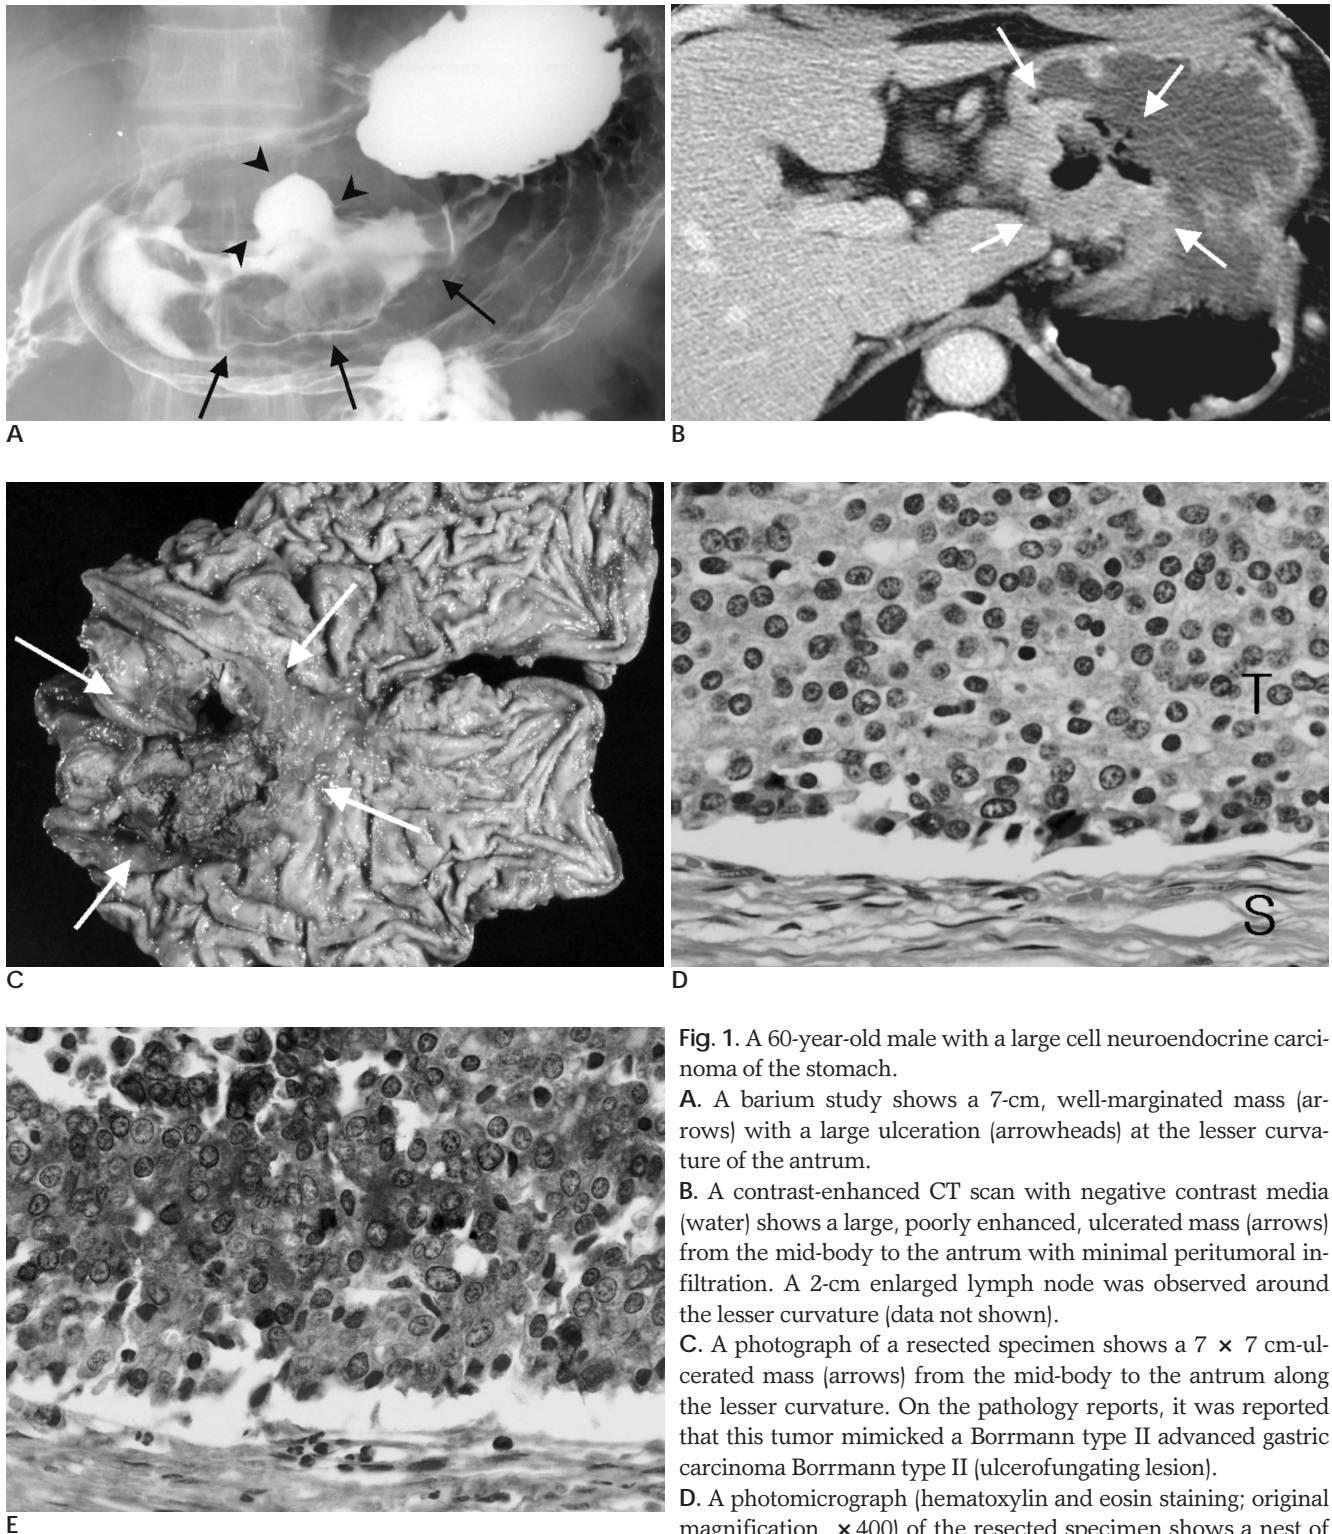 A
B
C
D
T
S
E
Fig. 1. A 60-year-old male with a large cell neuroendocrine carci-
noma of the stomach.
A. A barium study shows a 7-cm, well-marginated mass (ar-
rows) with a large ulceration (arrowheads) at the lesser curva-
ture of the antrum.
B. A contrast-enhanced CT scan with negative contrast media
(water) shows a large, poorly enhanced, ulcerated mass (arrows)
from the mid-body to the antrum with minimal peritumoral in-
filtration. A 2-cm enlarged lymph node was observed around
the lesser curvature (data not shown).
C. A photograph of a resected specimen shows a 7 × 7 cm-ul-
cerated mass (arrows) from the mid-body to the antrum along
the lesser curvature. On the pathology reports, it was reported
that this tumor mimicked a Borrmann type II advanced gastric
carcinoma Borrmann type II (ulcerofungating lesion).
D. A photomicrograph (hematoxylin and eosin staining; original
magnification, ×400) of the resected specimen shows a nest of